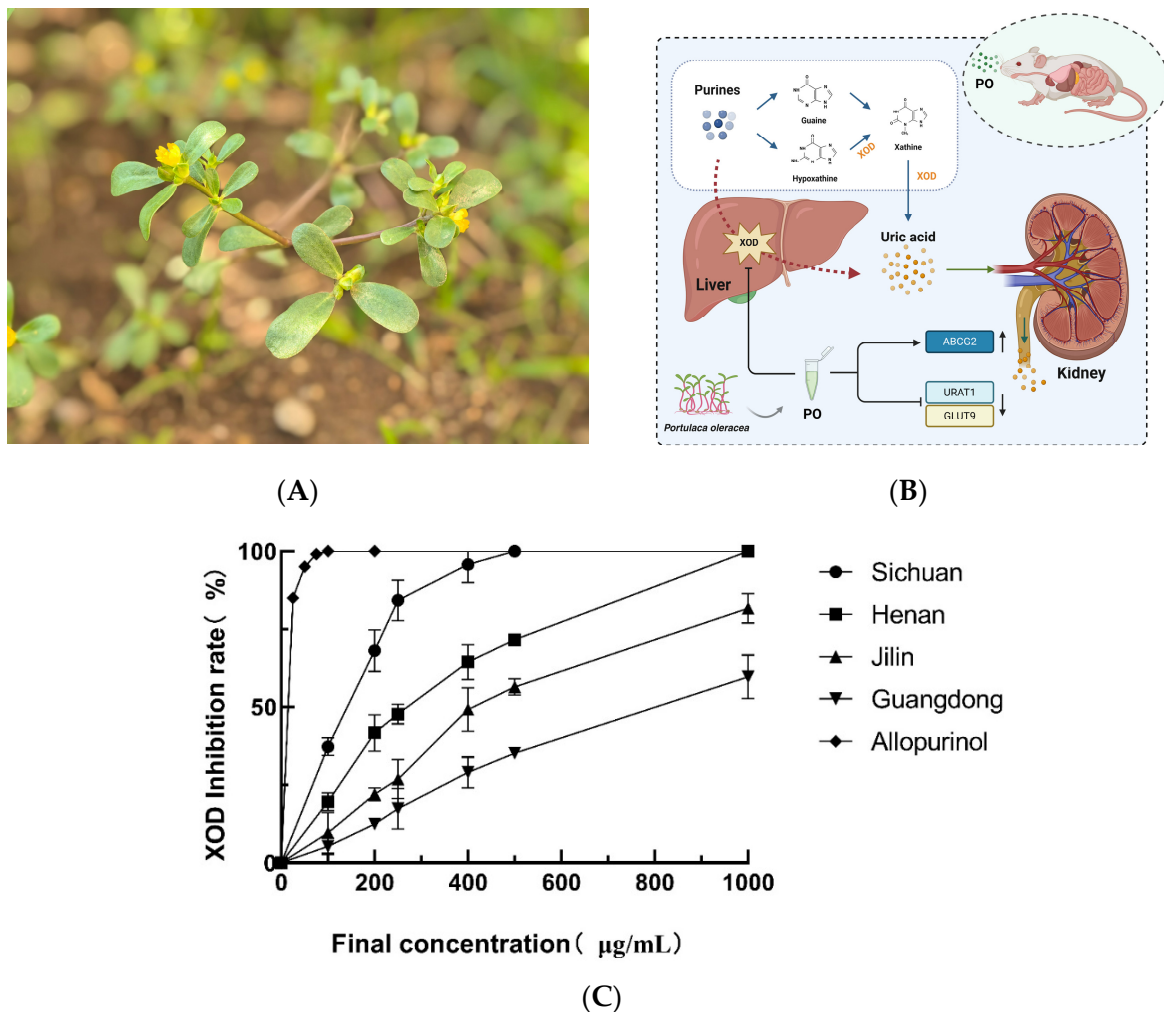 PO
Purines
Guaine
Xathine
Hypoxathine
XOD
XOD
XOD
Uric acid
Liver
ABCG2
Kidney
URAT1
GLUT9
PO
Portulaca oleracea
(A)
(B)
100
50
0
XOD Inhibition rate( %)
0 200 400 600 800 1000
Final concentration( μg/mL)
Sichuan
Henan
Jilin
Guangdong
Allopurinol
(C)